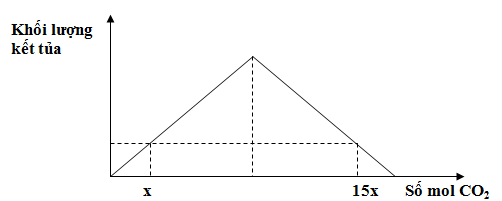 Khối lượng
kết tủa
x
15x
Số mol CO₂